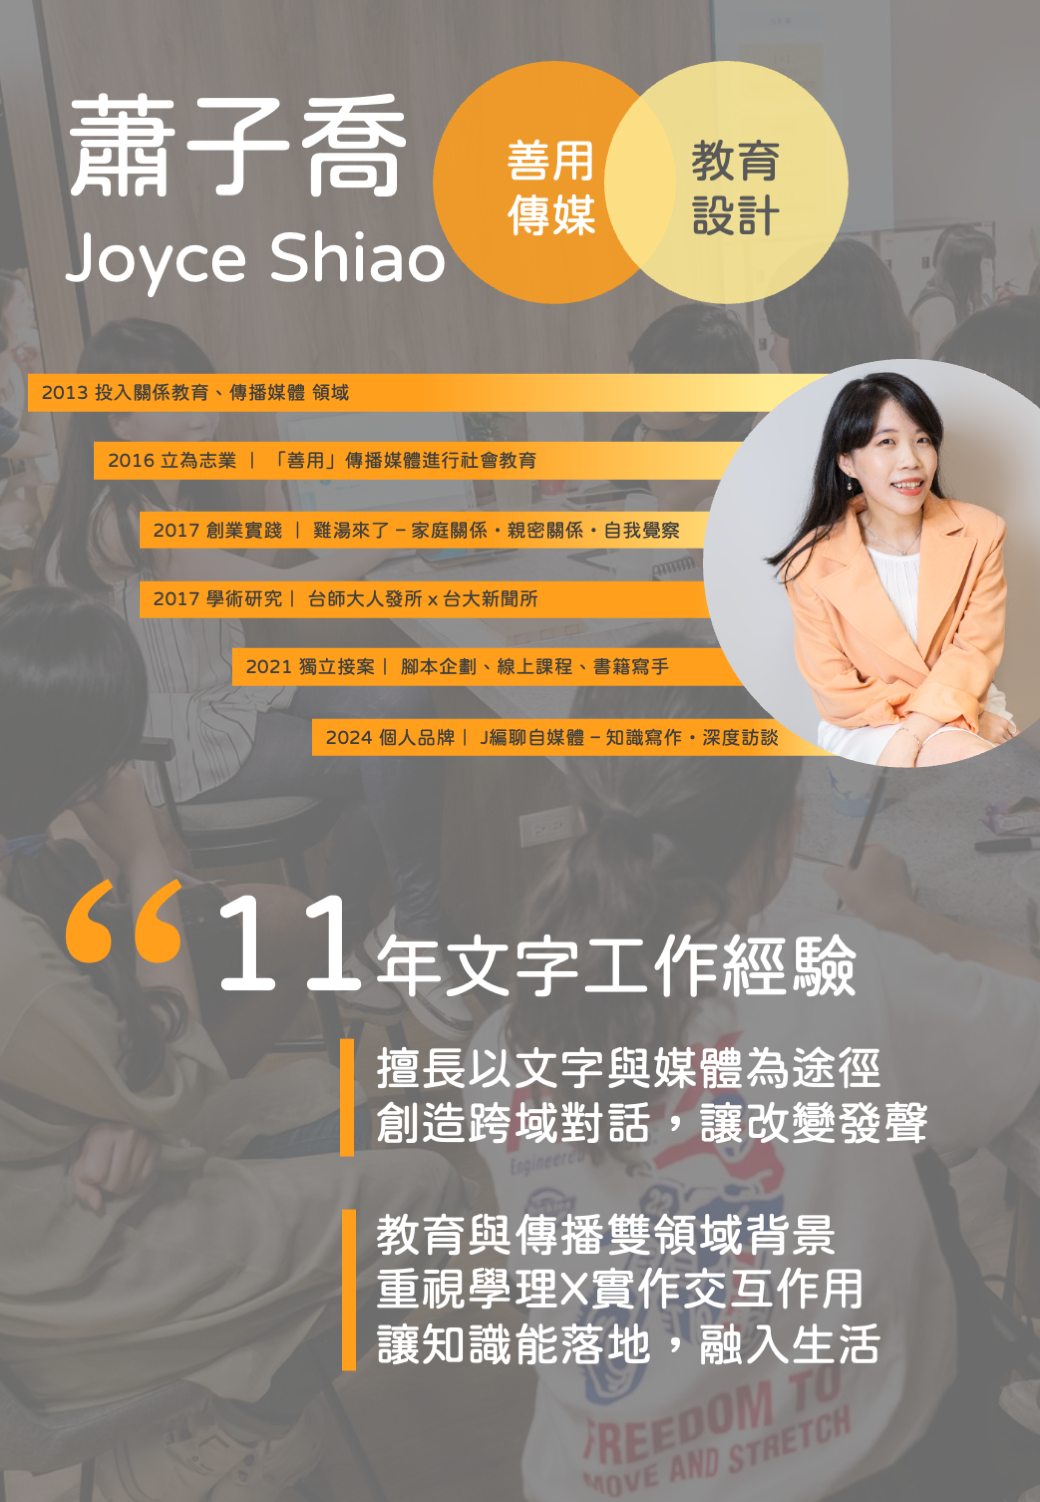 蕭子喬
Joyce Shiao
善用
傳媒
教育
設計
2013 投入關係教育、傳播媒體 領域
2016 立為志業 | 「善用」傳播媒體進行社會教育
2017 創業實踐 | 雞湯來了－家庭關係・親密關係・自我覺察
2017 學術研究 | 台師大人發所 x 台大新聞所
2021 獨立接案 | 腳本企劃、線上課程、書籍寫手
2024 個人品牌 | J編聊自媒體－知識寫作・深度訪談
“ 11年文字工作經驗
擅長以文字與媒體為途徑
創造跨域對話，讓改變發聲
教育與傳播雙領域背景
重視學理X實作交互作用
讓知識能落地，融入生活
Engineered
FREEDOM TO
MOVE AND STRETCH